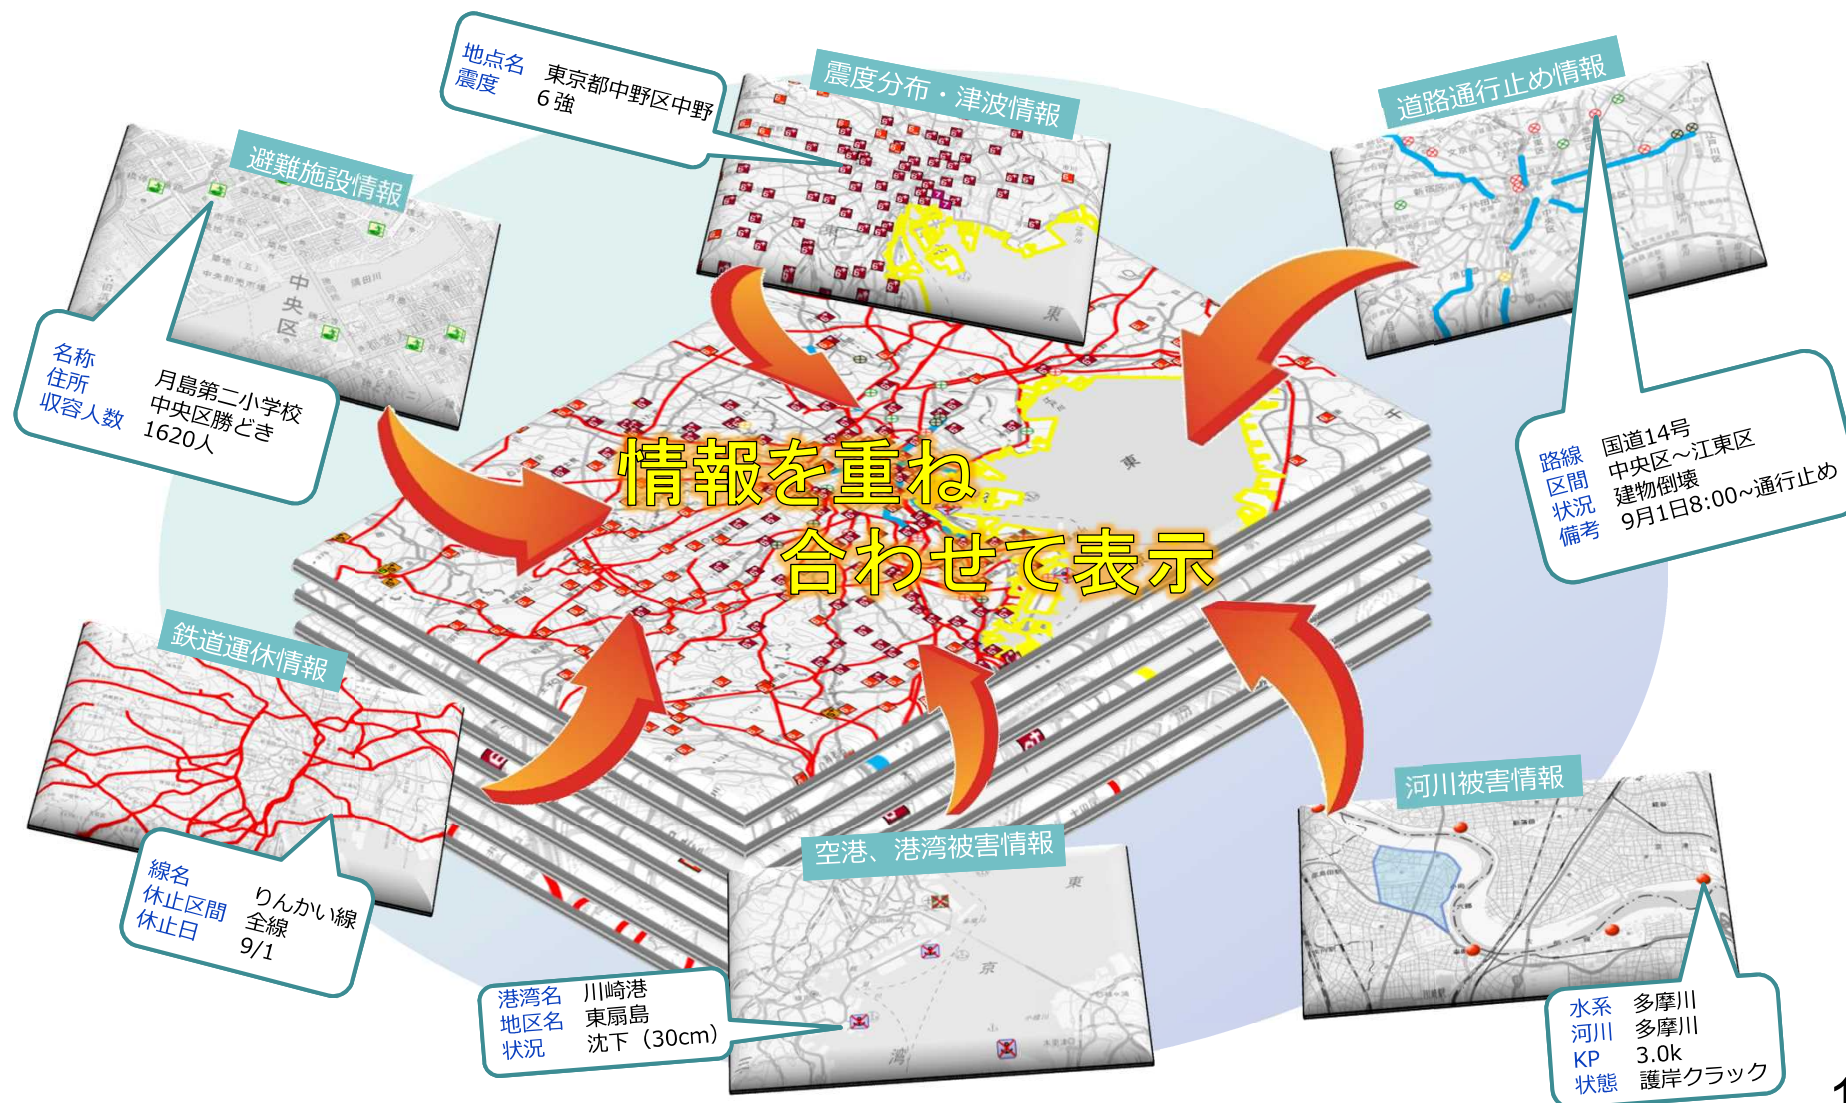 地点名 東京都中野区中野
震度 6強
震度分布・津波情報
道路通行止め情報
避難施設情報
中央区
名称 月島第二小学校
住所 中央区勝どき
収容人数 1620人
路線 国道14号
区間 中央区～江東区
状況 建物倒壊
備考 9月1日8:00~通行止め
情報を重ね
合わせて表示
東
鉄道運休情報
線名 りんかい線
休止区間 全線
休止日 9/1
空港、港湾被害情報
東
京
湾
港湾名 川崎港
地区名 東扇島
状況 沈下（30cm）
河川被害情報
水系 多摩川
河川 多摩川
KP 3.0k
状態 護岸クラック